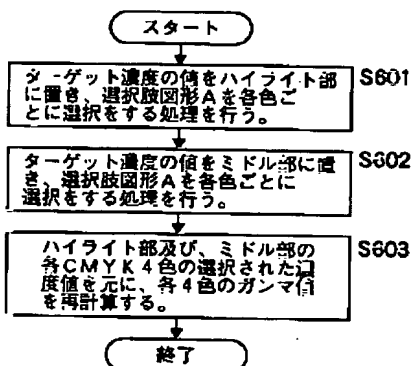 スタート
ターゲット濃度の値をハイライト部
に置き、選択肢図形Aを各色ご
とに選択をする処理を行う。
S601
ターゲット濃度の値をミドル部に置
き、選択肢図形Aを各色ごとに
選択をする処理を行う。
S602
ハイライト部及び、ミドル部の
各CMYK4色の選択された濃
度値を元に、各4色のガンマ値
を再計算する。
S603
終了